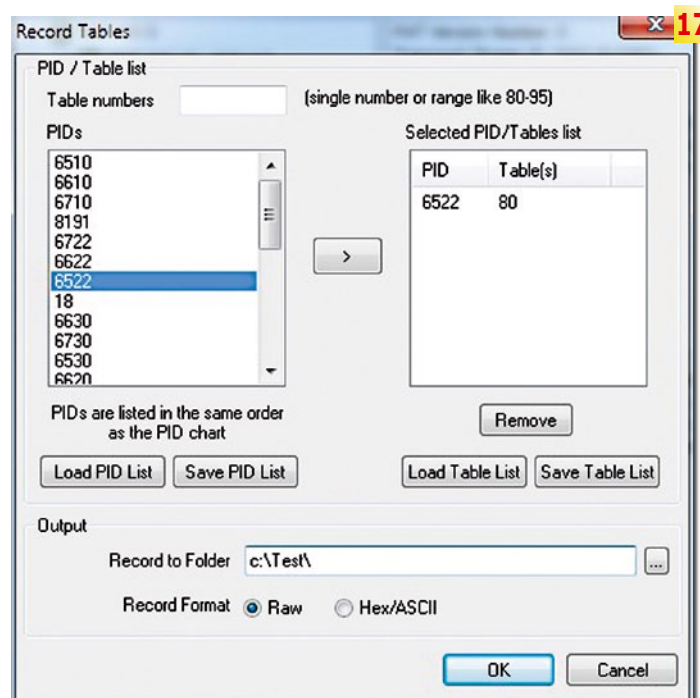 Record Tables
17
PID / Table list
Table numbers (single number or range like 80-95)
PIDs
6510
6610
6710
8191
6722
6622
6522
18
6630
6730
6530
6620
>
PIDs are listed in the same order
as the PID chart
Load PID List Save PID List
Selected PID/Tables list
PID Table(s)
6522 80
Remove
Load Table List Save Table List
Output
Record to Folder c:\Test\ ...
Record Format Raw Hex/ASCII
OK Cancel